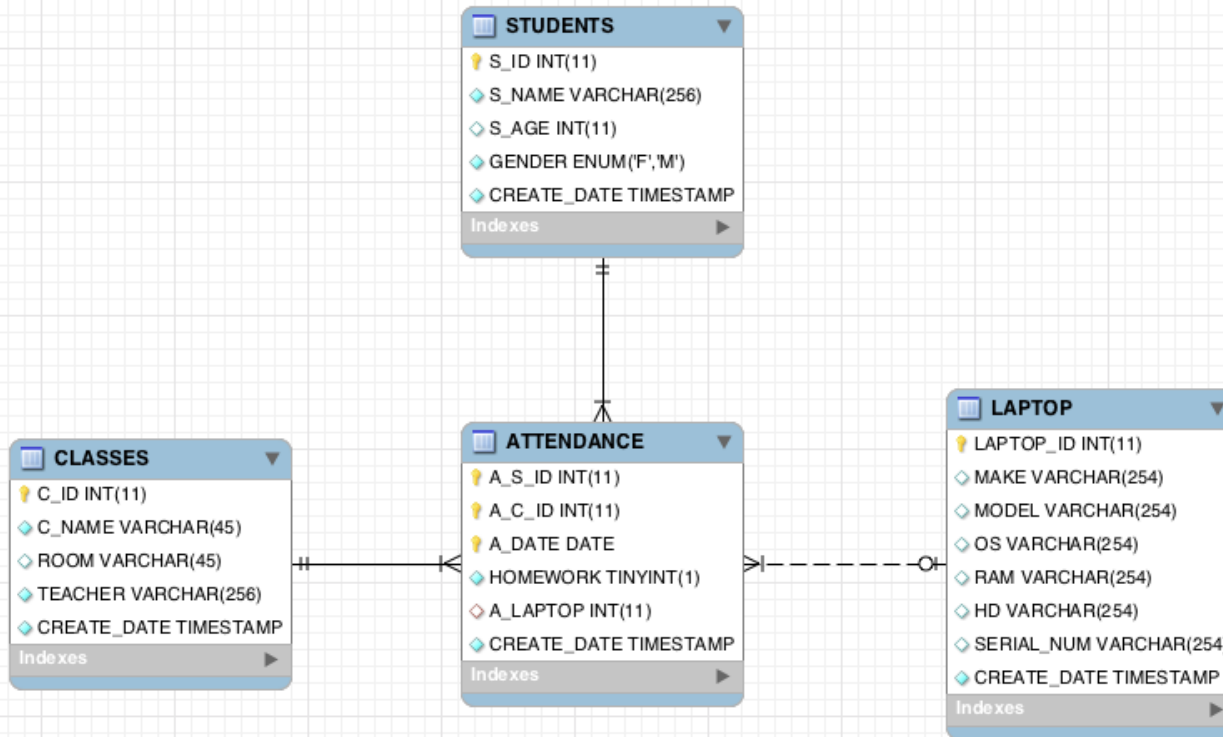 STUDENTS
S_ID INT(11)
S_NAME VARCHAR(256)
S_AGE INT(11)
GENDER ENUM('F','M')
CREATE_DATE TIMESTAMP
Indexes
CLASSES
C_ID INT(11)
C_NAME VARCHAR(45)
ROOM VARCHAR(45)
TEACHER VARCHAR(256)
CREATE_DATE TIMESTAMP
Indexes
ATTENDANCE
A_S_ID INT(11)
A_C_ID INT(11)
A_DATE DATE
HOMEWORK TINYINT(1)
A_LAPTOP INT(11)
CREATE_DATE TIMESTAMP
Indexes
LAPTOP
LAPTOP_ID INT(11)
MAKE VARCHAR(254)
MODEL VARCHAR(254)
OS VARCHAR(254)
RAM VARCHAR(254)
HD VARCHAR(254)
SERIAL_NUM VARCHAR(254
CREATE_DATE TIMESTAMP
Indexes